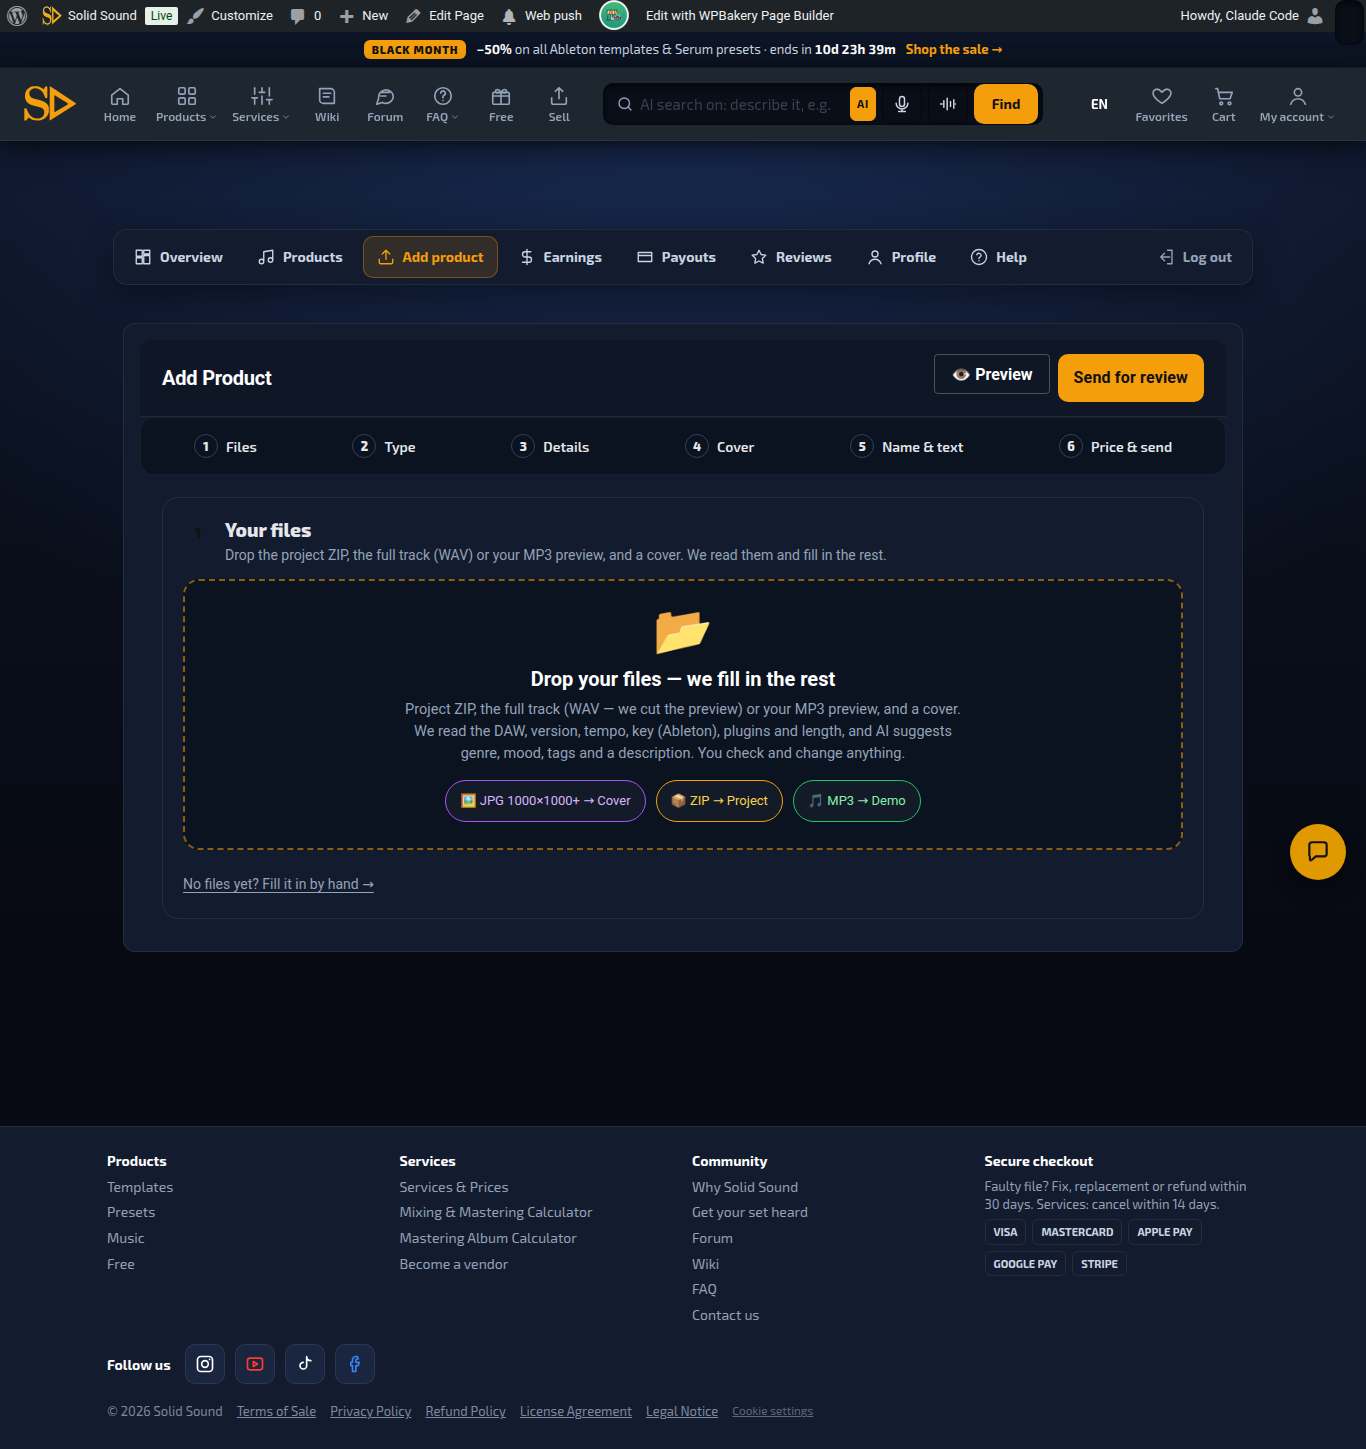 Solid Sound Live Customize 0 New Edit Page Web push Edit with WPBakery Page Builder Howdy, Claude Code
BLACK MONTH −50% on all Ableton templates & Serum presets · ends in 10d 23h 39m Shop the sale →
Home Products Services Wiki Forum FAQ Free Sell AI search on: describe it, e.g. AI Find EN Favorites Cart My account
Overview Products Add product Earnings Payouts Reviews Profile Help Log out
Add Product 👁️ Preview Send for review
1 Files 2 Type 3 Details 4 Cover 5 Name & text 6 Price & send
1 Your files
Drop the project ZIP, the full track (WAV) or your MP3 preview, and a cover. We read them and fill in the rest.
Drop your files — we fill in the rest
Project ZIP, the full track (WAV — we cut the preview) or your MP3 preview, and a cover.
We read the DAW, version, tempo, key (Ableton), plugins and length, and AI suggests
genre, mood, tags and a description. You check and change anything.
JPG 1000×1000+ → Cover ZIP → Project MP3 → Demo
No files yet? Fill it in by hand →
Products Services Community Secure checkout
Templates Services & Prices Why Solid Sound Faulty file? Fix, replacement or refund within
30 days. Services: cancel within 14 days.
Presets Mixing & Mastering Calculator Get your set heard
Music Mastering Album Calculator Forum VISA MASTERCARD APPLE PAY
Free Become a vendor Wiki GOOGLE PAY STRIPE
FAQ
Contact us
Follow us
© 2026 Solid Sound Terms of Sale Privacy Policy Refund Policy License Agreement Legal Notice Cookie settings